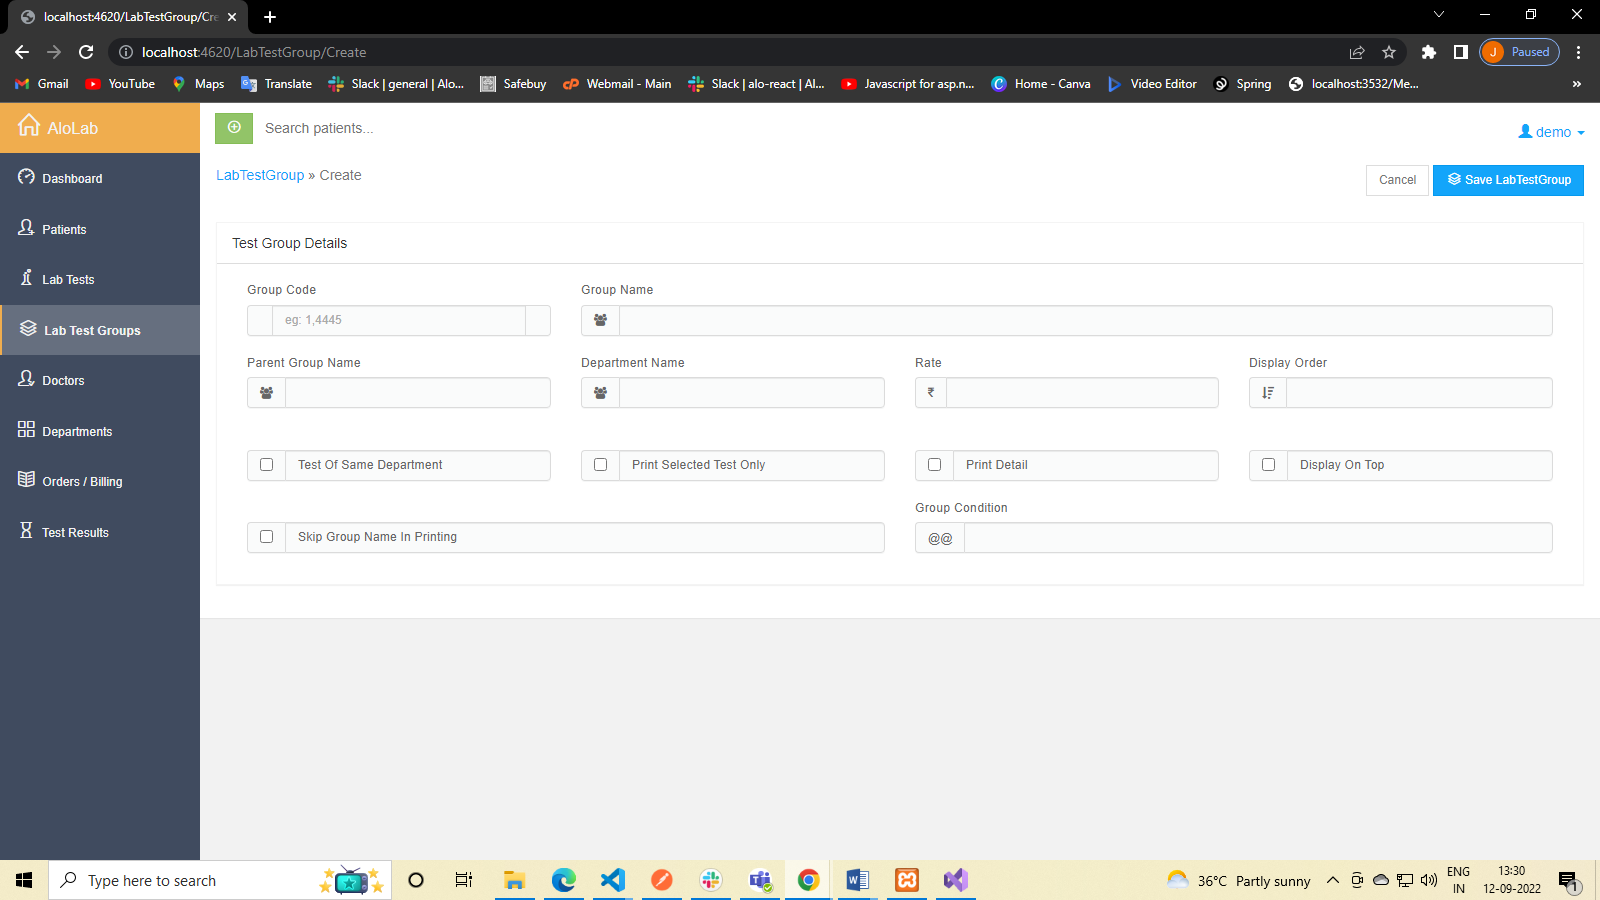 localhost:4620/LabTestGroup/Cre
localhost:4620/LabTestGroup/Create
J Paused
Gmail YouTube Maps Translate Slack | general | Alo... Safebuy Webmail - Main Slack | alo-react | Al... Javascript for asp.n... Home - Canva Video Editor Spring localhost:3532/Me... »
AloLab
Search patients...
demo
Dashboard
Patients
Lab Tests
Lab Test Groups
Doctors
Departments
Orders / Billing
Test Results
LabTestGroup » Create
Cancel Save LabTestGroup
Test Group Details
Group Code Group Name
eg: 1,4445
Parent Group Name Department Name Rate Display Order
₹
Test Of Same Department Print Selected Test Only Print Detail Display On Top
Group Condition
Skip Group Name In Printing @@
Type here to search
36°C Partly sunny
ENG
IN
13:30
12-09-2022
1